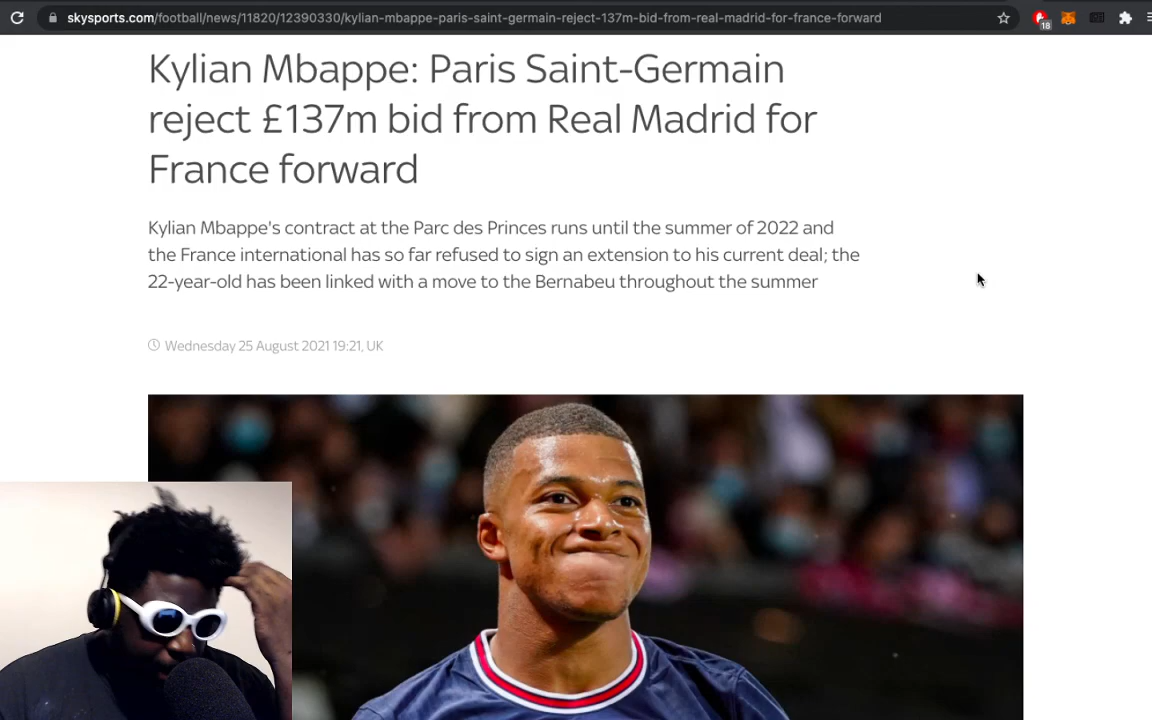 skysports.com/football/news/11820/12390330/kylian-mbappe-paris-saint-germain-reject-137m-bid-from-real-madrid-for-france-forward
18
Kylian Mbappe: Paris Saint-Germain
reject £137m bid from Real Madrid for
France forward
Kylian Mbappe's contract at the Parc des Princes runs until the summer of 2022 and
the France international has so far refused to sign an extension to his current deal; the
22-year-old has been linked with a move to the Bernabeu throughout the summer
Wednesday 25 August 2021 19:21, UK